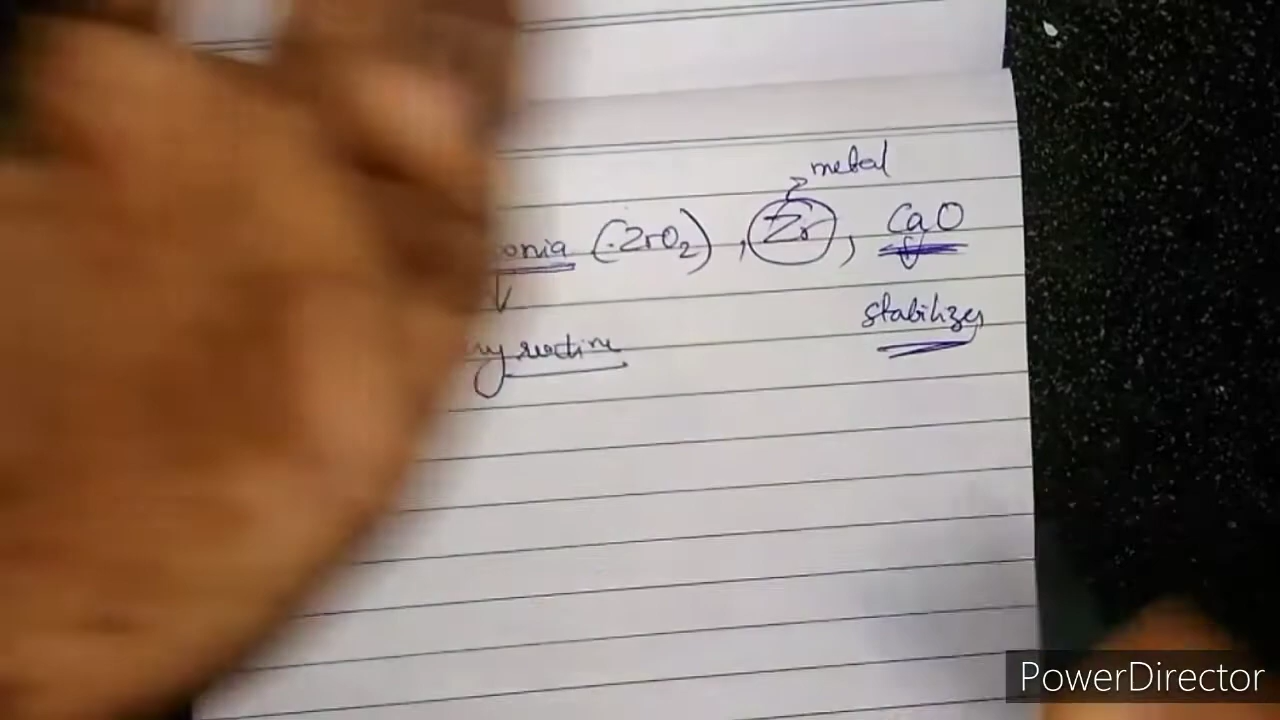 metal
onia (ZrO2), Zr, CaO
stabilizer
PowerDirector